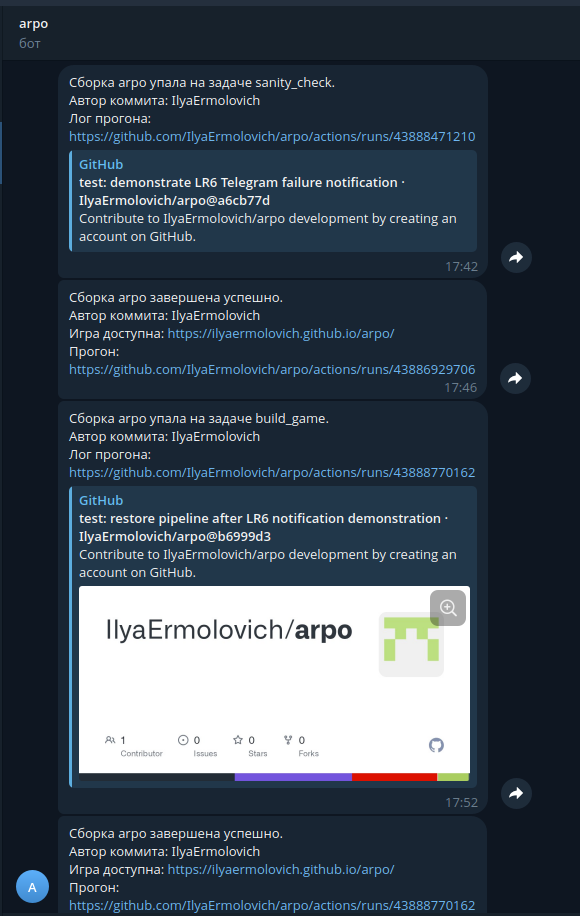 arpo
бот
Сборка arpo упала на задаче sanity_check.
Автор коммита: IlyaErmolovich
Лог прогона:
https://github.com/IlyaErmolovich/arpo/actions/runs/43888471210
GitHub
test: demonstrate LR6 Telegram failure notification ·
IlyaErmolovich/arpo@a6cb77d
Contribute to IlyaErmolovich/arpo development by creating an
account on GitHub.
17:42
Сборка arpo завершена успешно.
Автор коммита: IlyaErmolovich
Игра доступна: https://ilyaermolovich.github.io/arpo/
Прогон:
https://github.com/IlyaErmolovich/arpo/actions/runs/43886929706
17:46
Сборка arpo упала на задаче build_game.
Автор коммита: IlyaErmolovich
Лог прогона:
https://github.com/IlyaErmolovich/arpo/actions/runs/43888770162
GitHub
test: restore pipeline after LR6 notification demonstration ·
IlyaErmolovich/arpo@b6999d3
Contribute to IlyaErmolovich/arpo development by creating an
account on GitHub.
IlyaErmolovich/arpo
1 0 0 0
Contributor Issues Stars Forks
17:52
Сборка arpo завершена успешно.
Автор коммита: IlyaErmolovich
Игра доступна: https://ilyaermolovich.github.io/arpo/
А
Прогон:
https://github.com/IlyaErmolovich/arpo/actions/runs/43888770162